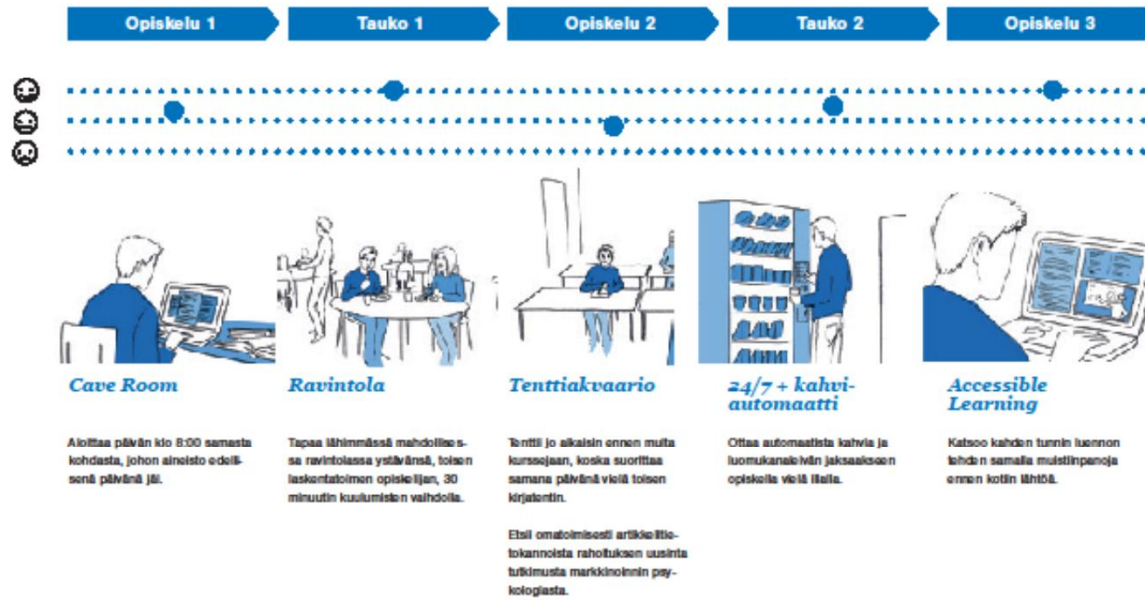 Opiskelu 1
Tauko 1
Opiskelu 2
Tauko 2
Opiskelu 3
Cave Room
Aloittaa päivän klo 8:00 samasta
kohdasta, johon aineisto edelli-
senä päivänä jäi.
Ravintola
Tapaa lähimmässä mahdollises-
sa ravintolassa ystävänsä, toisen
laskentatoimen opiskelijan, 30
minuutin kuulumisten vaihdolla.
Tenttiakvaario
Tenttii jo aikaisin ennen muita
kurssejaan, koska suorittaa
samana päivänä vielä toisen
kirjatentin.
Etsii omatoimisesti artikkelitie-
tokannoista rahoituksen uusinta
tutkimusta markkinoinnin psy-
kologiasta.
24/7 + kahvi-
automaatti
Ottaa automaatista kahvia ja
luomukanaleivän jaksaakseen
opiskella vielä illalla.
Accessible
Learning
Katsoo kahden tunnin luennon
tehden samalla muistiinpanoja
ennen kotiin lähtöä.